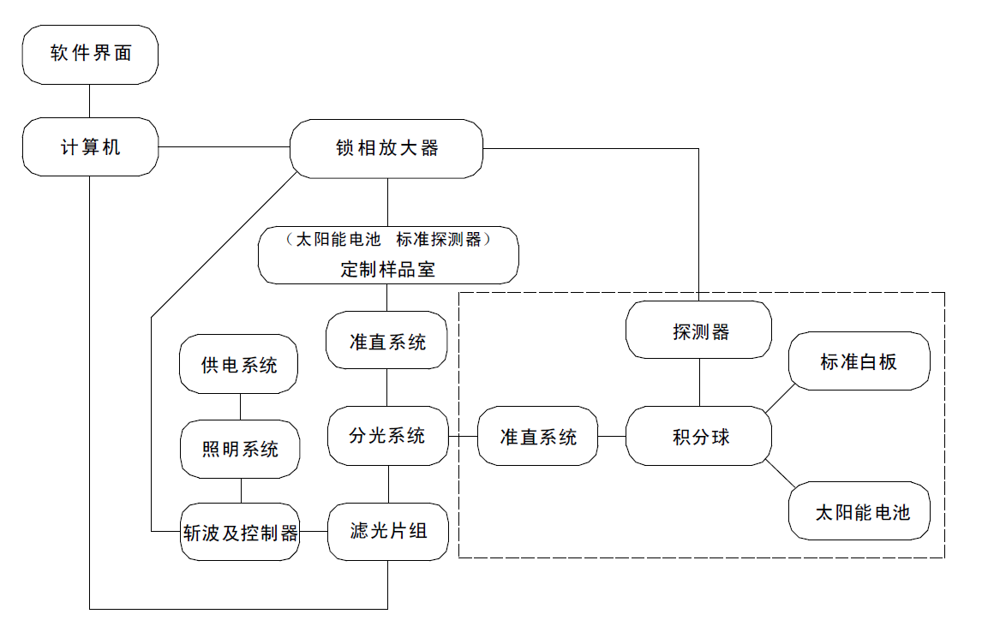 软件界面
计算机
锁相放大器
（太阳能电池 标准探测器）
定制样品室
准直系统
探测器
供电系统
标准白板
分光系统
准直系统
积分球
照明系统
太阳能电池
斩波及控制器
滤光片组